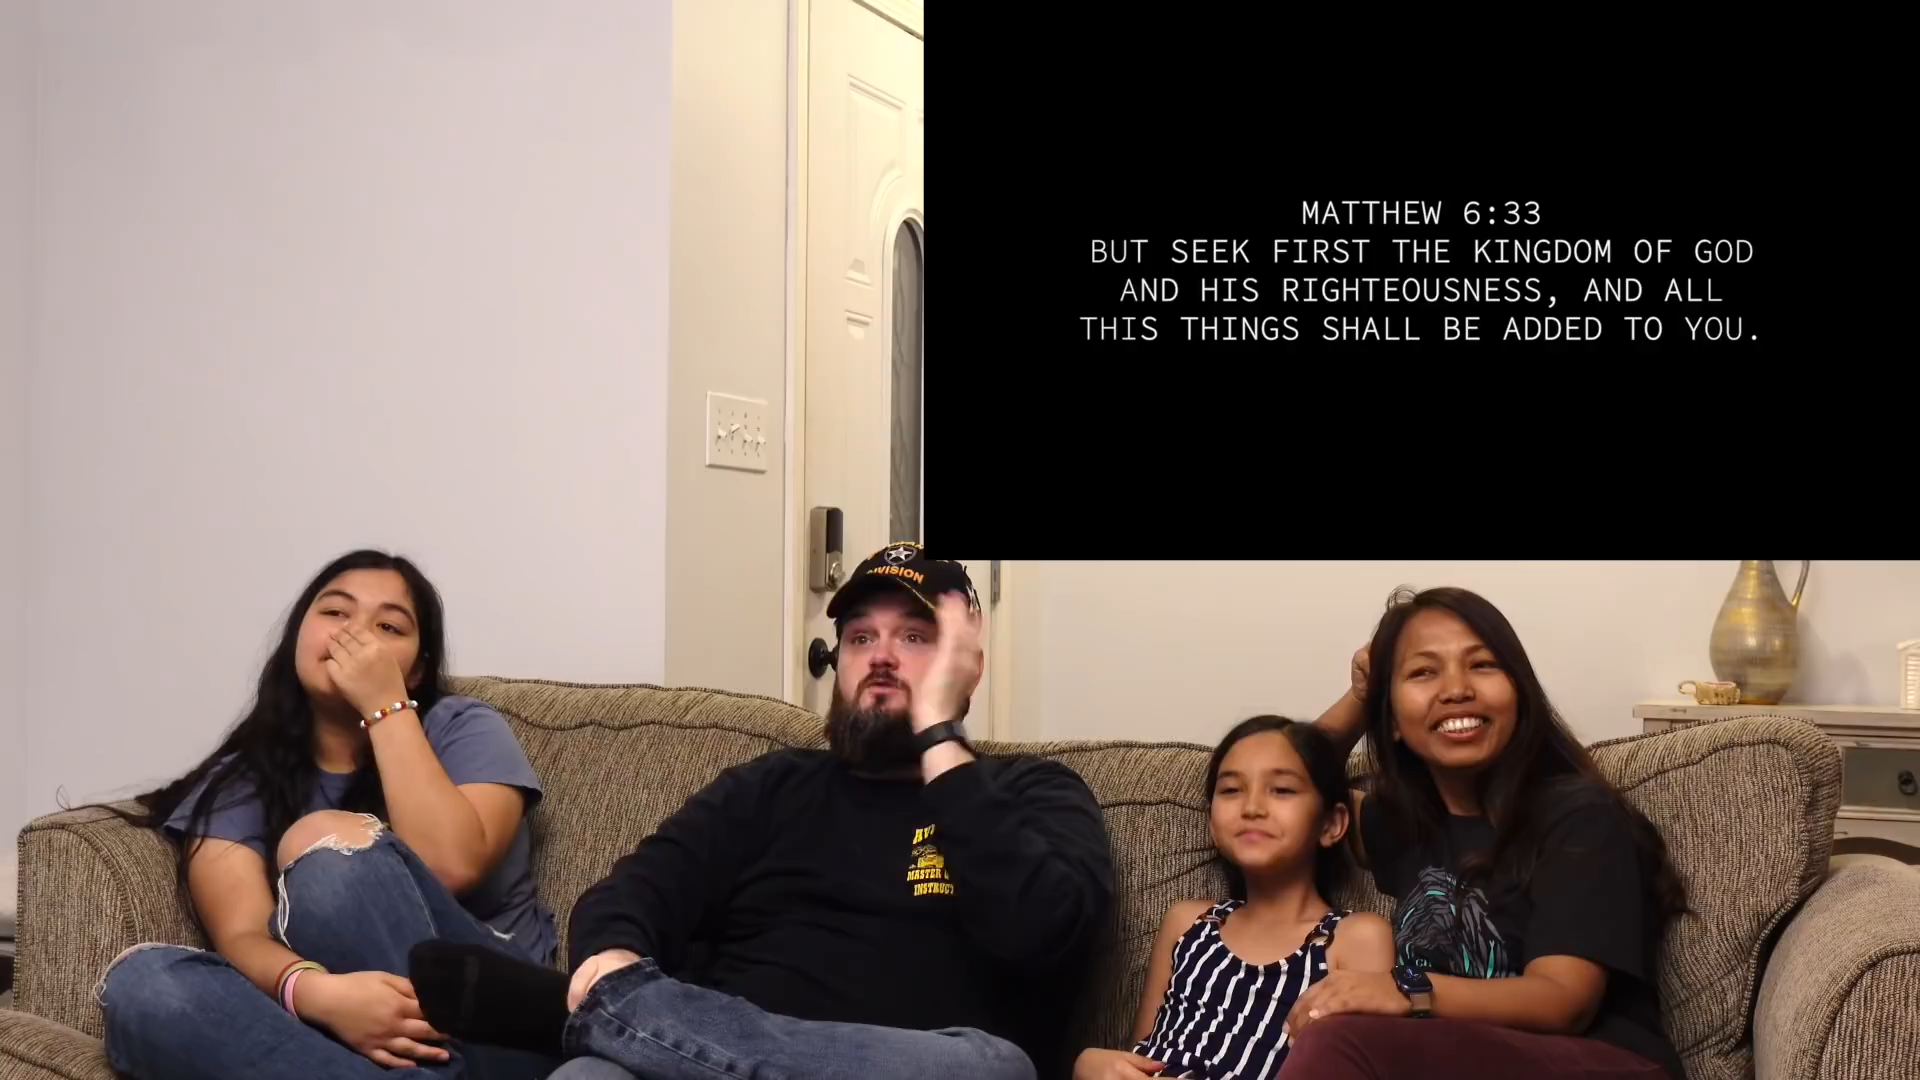 MATTHEW 6:33
BUT SEEK FIRST THE KINGDOM OF GOD
AND HIS RIGHTEOUSNESS, AND ALL
THIS THINGS SHALL BE ADDED TO YOU.
DIVISION
MASTER